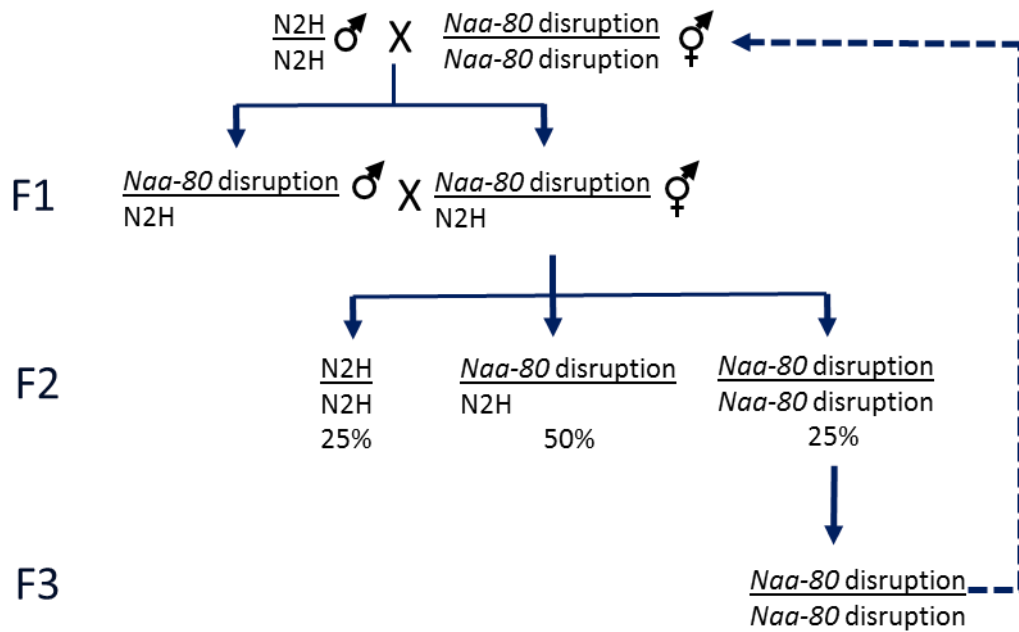 N2H X Naa-80 disruption
N2H Naa-80 disruption
F1 Naa-80 disruption X Naa-80 disruption
N2H N2H
F2 N2H Naa-80 disruption Naa-80 disruption
N2H N2H Naa-80 disruption
25% 50% 25%
F3 Naa-80 disruption
Naa-80 disruption